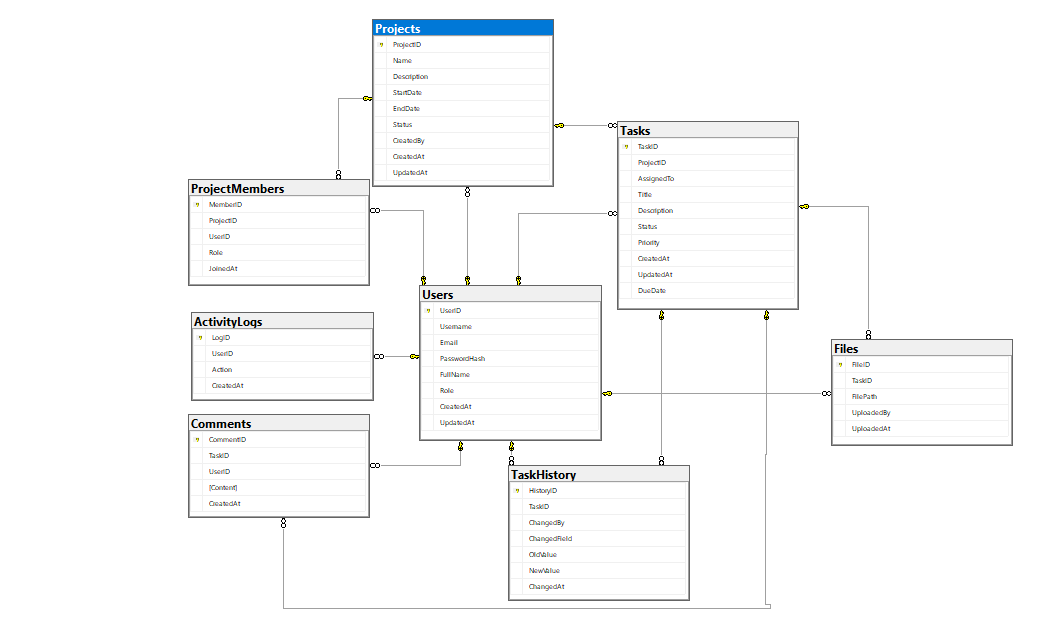 Projects
ProjectID
Name
Description
StartDate
EndDate
Status
CreatedBy
CreatedAt
UpdatedAt
Tasks
TaskID
ProjectID
AssignedTo
Title
Description
Status
Priority
CreatedAt
UpdatedAt
DueDate
ProjectMembers
MemberID
ProjectID
UserID
Role
JoinedAt
Users
UserID
Username
Email
PasswordHash
FullName
Role
CreatedAt
UpdatedAt
ActivityLogs
LogID
UserID
Action
CreatedAt
Files
FileID
TaskID
FilePath
UploadedBy
UploadedAt
Comments
CommentID
TaskID
UserID
[Content]
CreatedAt
TaskHistory
HistoryID
TaskID
ChangedBy
ChangedField
OldValue
NewValue
ChangedAt